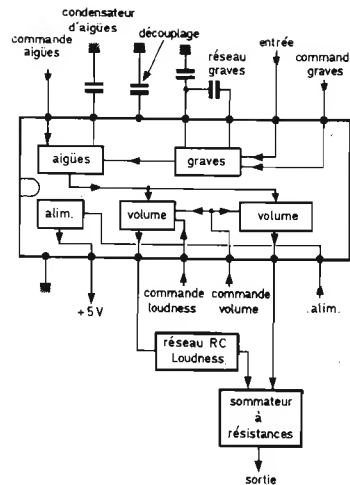 condensateur
d'aigües
commande
aigües
découplage
réseau
graves
entrée
command
graves
aigües
graves
alim.
volume
volume
+5V
commande
loudness
commande
volume
alim.
réseau RC
Loudness
sommateur
à
résistances
sortie